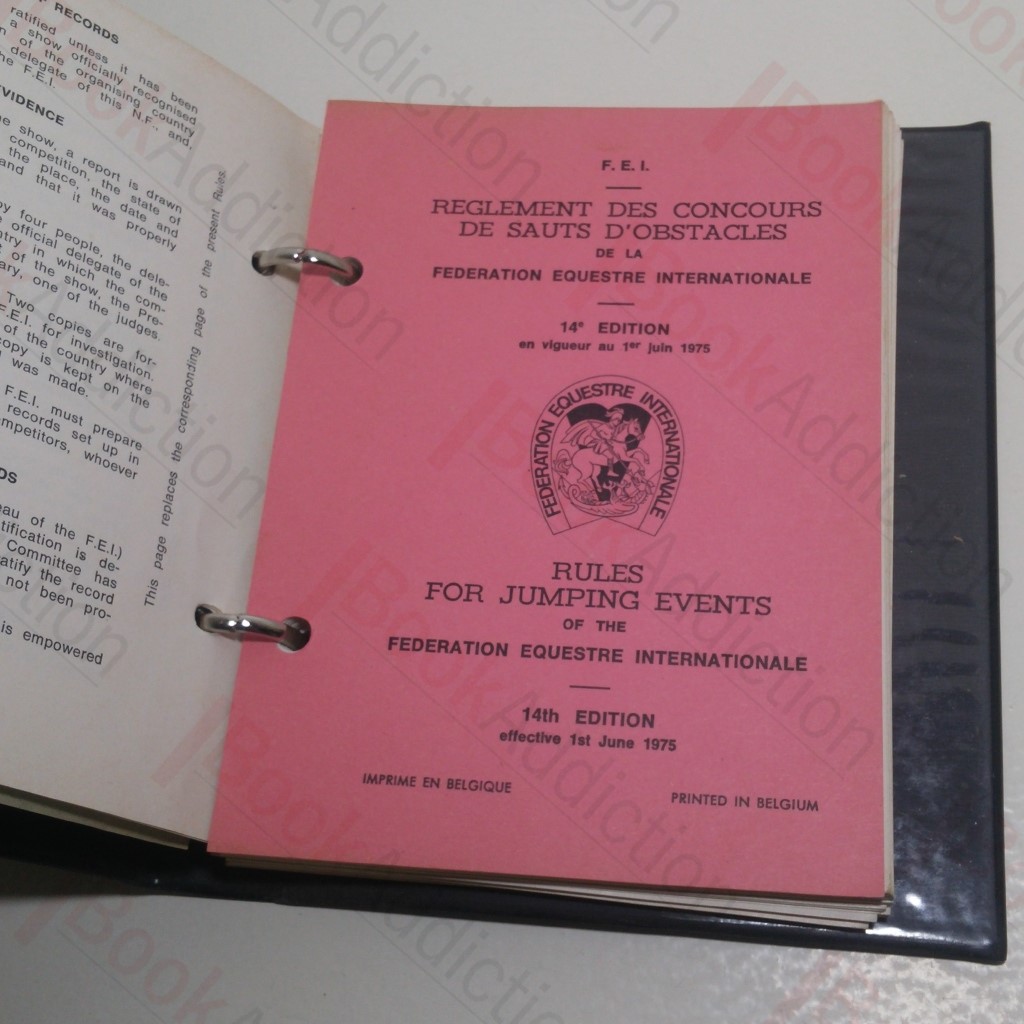 RECORDS
ratified unless it has been
a show officially recognised
of the organising country
delegate of this N.F., and,
the F.E.I.
EVIDENCE
the show, a report is drawn
competition, the state of
the place, the date and
and that it was properly
by four people, the dele-
official delegate of the
country in which the com-
of the show, the Pre-
one of the judges.
Two copies are for-
F.E.I. for investigation.
of the country where
copy is kept on the
was made.
F.E.I. must prepare
records set up in
competitors, whoever
of the F.E.I.)
is de-
Committee has
ratify the record
not been pro-
is empowered
This page replaces the corresponding page of the present Rules.
F. E. I.
REGLEMENT DES CONCOURS
DE SAUTS D'OBSTACLES
DE LA
FEDERATION EQUESTRE INTERNATIONALE
14e EDITION
en vigueur au 1er juin 1975
FEDERATION EQUESTRE INTERNATIONALE
RULES
FOR JUMPING EVENTS
OF THE
FEDERATION EQUESTRE INTERNATIONALE
14th EDITION
effective 1st June 1975
IMPRIME EN BELGIQUE
PRINTED IN BELGIUM
BookAddiction